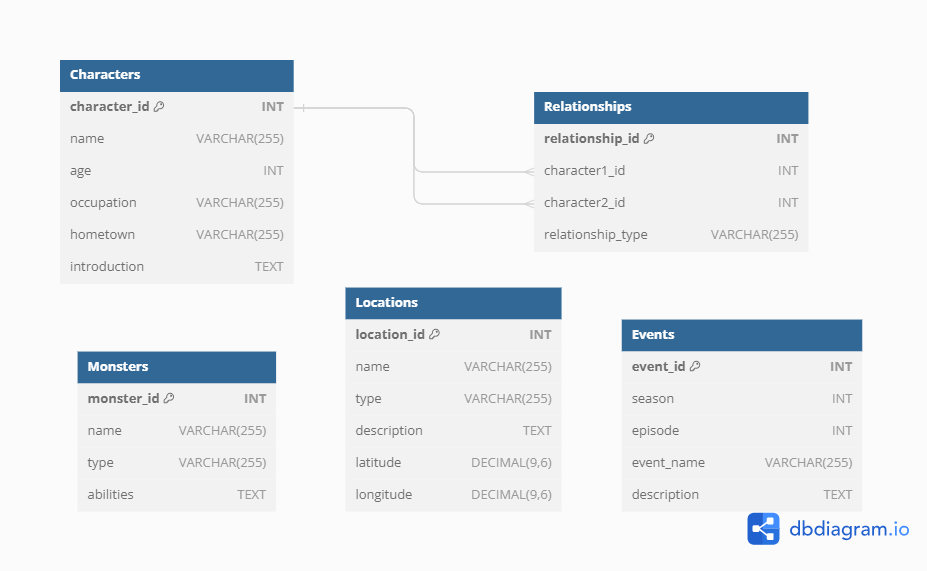 Characters
character_id INT
name VARCHAR(255)
age INT
occupation VARCHAR(255)
hometown VARCHAR(255)
introduction TEXT
Relationships
relationship_id INT
character1_id INT
character2_id INT
relationship_type VARCHAR(255)
Locations
location_id INT
name VARCHAR(255)
type VARCHAR(255)
description TEXT
latitude DECIMAL(9,6)
longitude DECIMAL(9,6)
Monsters
monster_id INT
name VARCHAR(255)
type VARCHAR(255)
abilities TEXT
Events
event_id INT
season INT
episode INT
event_name VARCHAR(255)
description TEXT
dbdiagram.io